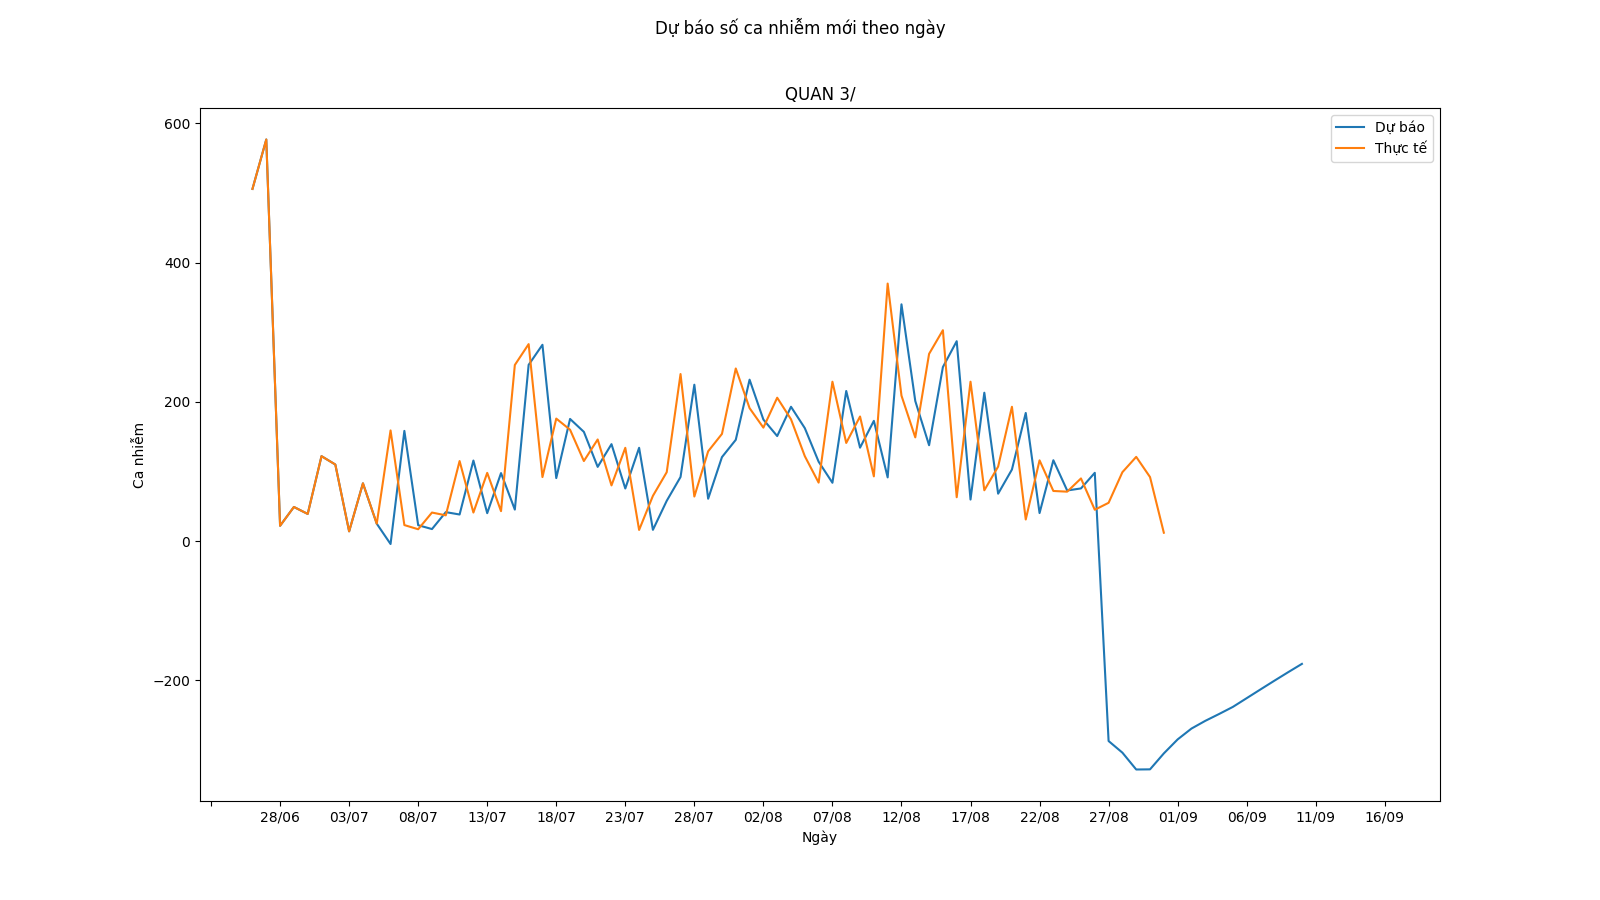 Dự báo số ca nhiễm mới theo ngày
QUAN 3/
Dự báo
Thực tế
600
400
200
0
−200
Ca nhiễm
28/06 03/07 08/07 13/07 18/07 23/07 28/07 02/08 07/08 12/08 17/08 22/08 27/08 01/09 06/09 11/09 16/09
Ngày